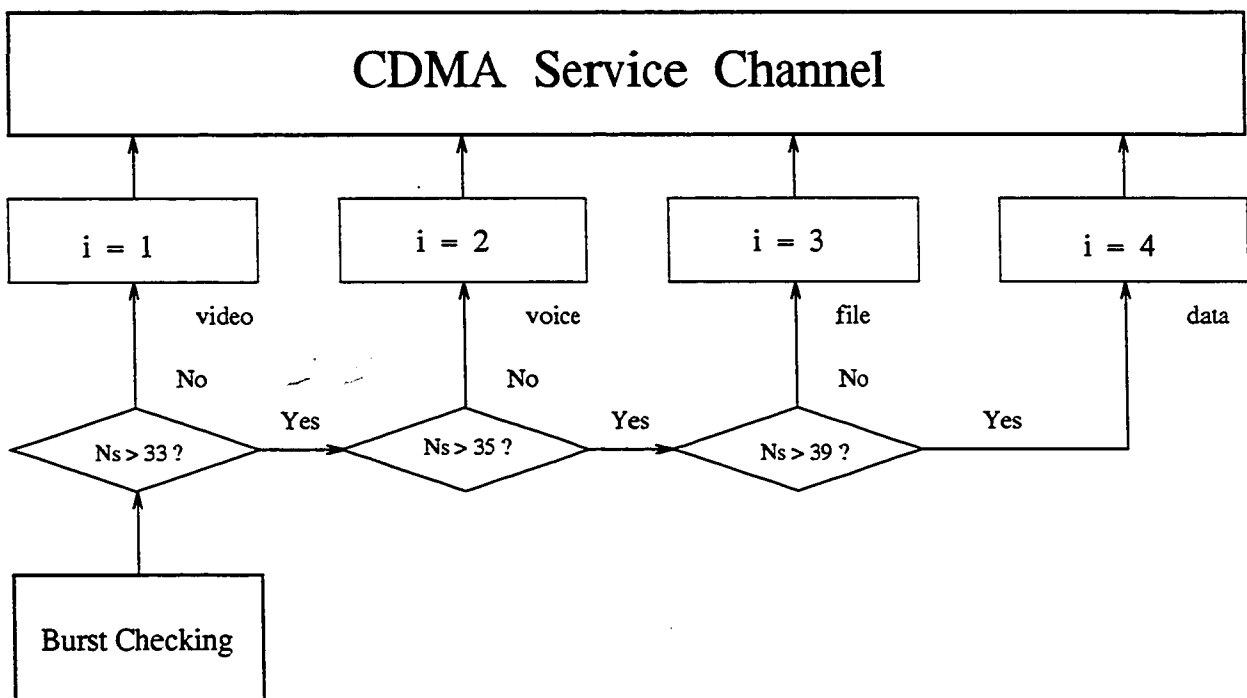 CDMA Service Channel
i = 1
i = 2
i = 3
i = 4
video
voice
file
data
No
No
No
Yes
Yes
Yes
Ns > 33 ?
Ns > 35 ?
Ns > 39 ?
Burst Checking